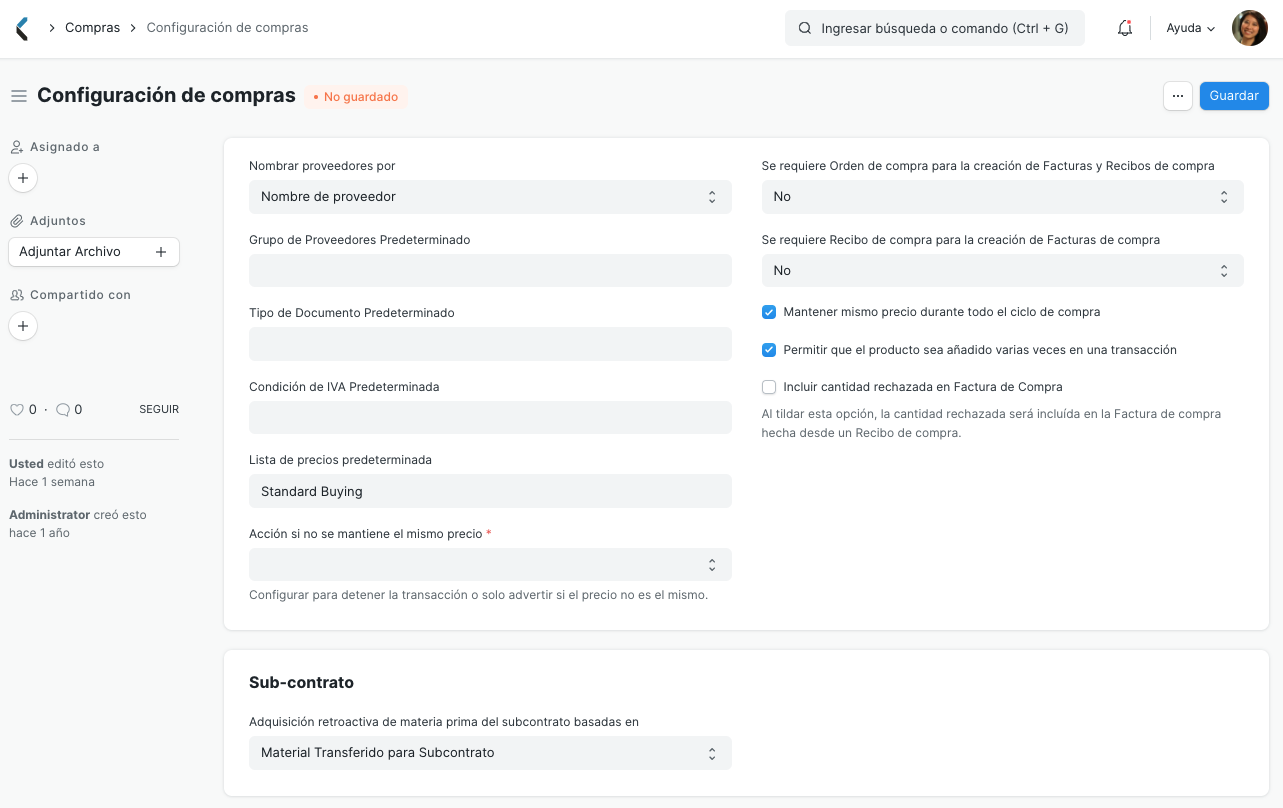 Compras
Configuración de compras
Ingresar búsqueda o comando (Ctrl + G)
Ayuda
Configuración de compras
• No guardado
...
Guardar
Asignado a
+
Adjuntos
Adjuntar Archivo +
Compartido con
+
0 · 0 SEGUIR
Usted editó esto
Hace 1 semana
Administrator creó esto
hace 1 año
Nombrar proveedores por
Nombre de proveedor
Grupo de Proveedores Predeterminado
Tipo de Documento Predeterminado
Condición de IVA Predeterminada
Lista de precios predeterminada
Standard Buying
Acción si no se mantiene el mismo precio *
Configurar para detener la transacción o solo advertir si el precio no es el mismo.
Se requiere Orden de compra para la creación de Facturas y Recibos de compra
No
Se requiere Recibo de compra para la creación de Facturas de compra
No
Mantener mismo precio durante todo el ciclo de compra
Permitir que el producto sea añadido varias veces en una transacción
Incluir cantidad rechazada en Factura de Compra
Al tildar esta opción, la cantidad rechazada será incluída en la Factura de compra
hecha desde un Recibo de compra.
Sub-contrato
Adquisición retroactiva de materia prima del subcontrato basadas en
Material Transferido para Subcontrato